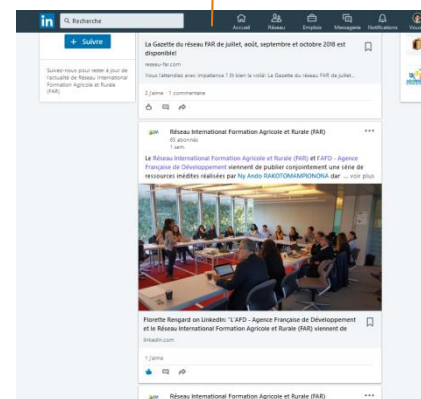 in
Recherche
Accueil
Réseau
Emplois
Messagerie
Notifications
Vous
+ Suivre
Suivez-nous pour rester à jour de
l'actualité de Réseau International
Formation Agricole et Rurale
(FAR)
La Gazette du réseau FAR de juillet, août, septembre et octobre 2018 est
disponible!
reseau-far.com
Vous l'attendiez avec impatience ? Et bien la voilà! La Gazette du réseau FAR de juillet,..
2 J'aime · 1 commentaire
Réseau International Formation Agricole et Rurale (FAR)
65 abonnés
1 sem.
Le Réseau International Formation Agricole et Rurale (FAR) et l'AFD - Agence
Française de Développement viennent de publier conjointement une série de
ressources inédites réalisées par Ny Ando RAKOTOMAMPIONONA dar ... voir plus
Florette Rengard on LinkedIn: "L'AFD - Agence Française de Développement
et le Réseau International Formation Agricole et Rurale (FAR) viennent de
linkedin.com
1 J'aime
Réseau International Formation Agricole et Rurale (FAR)